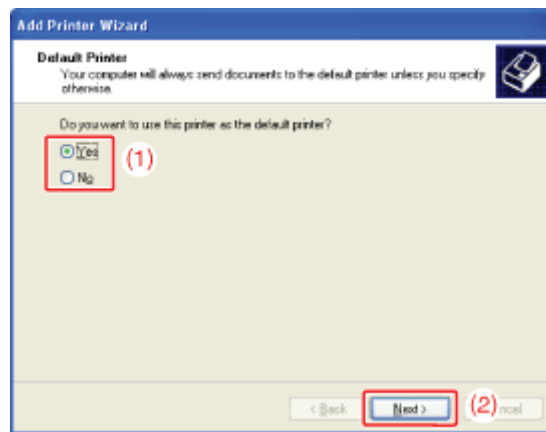 Add Printer Wizard
Default Printer
Your computer will always send documents to the default printer unless you specify
otherwise.
Do you want to use this printer as the default printer?
Yes
(1)
No
< Back
Next >
(2)
ncel